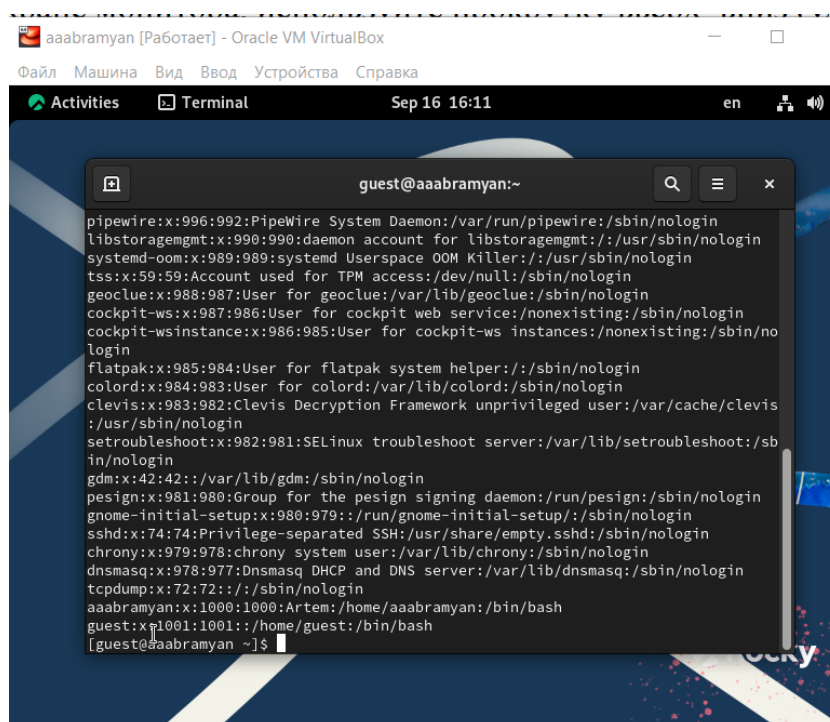 aaabramyan [Работает] - Oracle VM VirtualBox
Файл Машина Вид Ввод Устройства Справка
Activities Terminal Sep 16 16:11 en
guest@aaabramyan:~
pipewire:x:996:992:PipeWire System Daemon:/var/run/pipewire:/sbin/nologin
libstoragemgmt:x:990:990:daemon account for libstoragemgmt:/:/usr/sbin/nologin
systemd-oom:x:989:989:systemd Userspace OOM Killer:/:/usr/sbin/nologin
tss:x:59:59:Account used for TPM access:/dev/null:/sbin/nologin
geoclue:x:988:987:User for geoclue:/var/lib/geoclue:/sbin/nologin
cockpit-ws:x:987:986:User for cockpit web service:/nonexisting:/sbin/nologin
cockpit-wsinstance:x:986:985:User for cockpit-ws instances:/nonexisting:/sbin/no
login
flatpak:x:985:984:User for flatpak system helper:/:/sbin/nologin
colord:x:984:983:User for colord:/var/lib/colord:/sbin/nologin
clevis:x:983:982:Clevis Decryption Framework unprivileged user:/var/cache/clevis
:/usr/sbin/nologin
setroubleshoot:x:982:981:SELinux troubleshoot server:/var/lib/setroubleshoot:/sb
in/nologin
gdm:x:42:42::/var/lib/gdm:/sbin/nologin
pesign:x:981:980:Group for the pesign signing daemon:/run/pesign:/sbin/nologin
gnome-initial-setup:x:980:979::/run/gnome-initial-setup/:/sbin/nologin
sshd:x:74:74:Privilege-separated SSH:/usr/share/empty.sshd:/sbin/nologin
chrony:x:979:978:chrony system user:/var/lib/chrony:/sbin/nologin
dnsmasq:x:978:977:Dnsmasq DHCP and DNS server:/var/lib/dnsmasq:/sbin/nologin
tcpdump:x:72:72::/:/sbin/nologin
aaabramyan:x:1000:1000:Artem:/home/aaabramyan:/bin/bash
guest:x:1001:1001::/home/guest:/bin/bash
[guest@aaabramyan ~]$